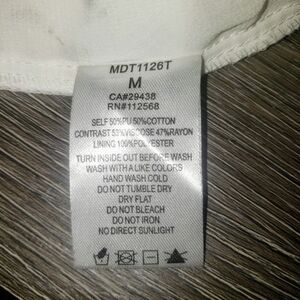 MDT1126T
M
CA#29438
RN#112568
SELF 50%PU 50%COTTON
CONTRAST 53%VISCOSE 47%RAYON
LINING 100%POLYESTER
TURN INSIDE OUT BEFORE WASH
WASH WITH A LIKE COLORS
HAND WASH COLD
DO NOT TUMBLE DRY
DRY FLAT
DO NOT BLEACH
DO NOT IRON
NO DIRECT SUNLIGHT